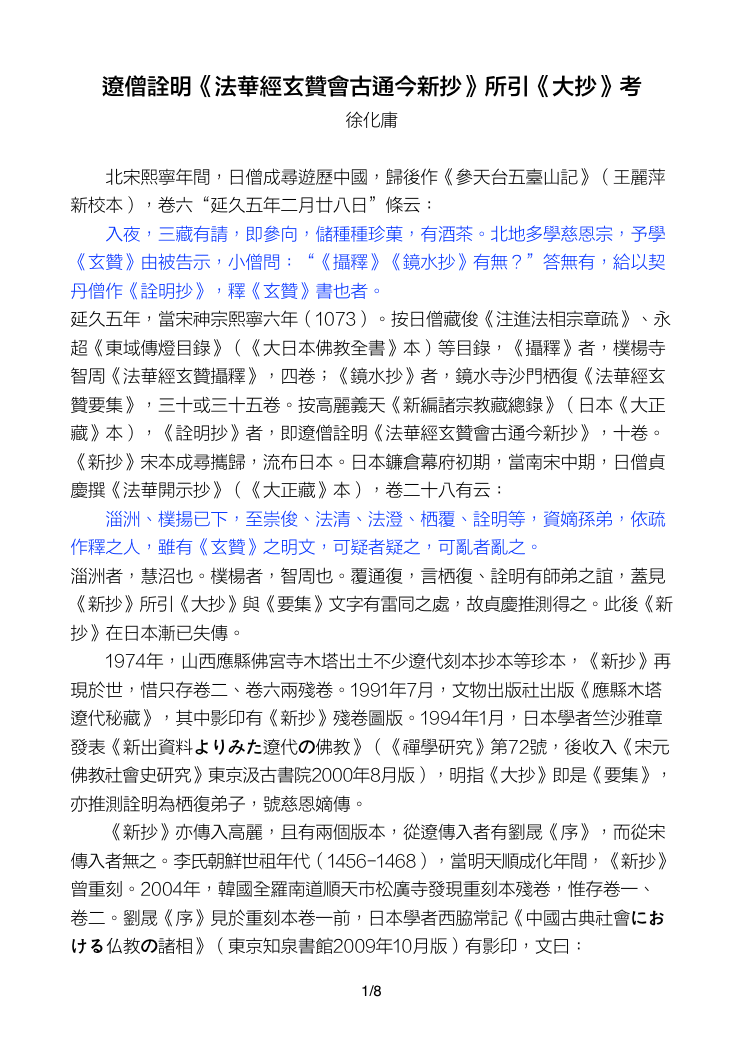 遼僧詮明《法華經玄贊會古通今新抄》所引《大抄》考
徐化庸
北宋熙寧年間，日僧成尋遊歷中國，歸後作《參天台五臺山記》（王麗萍
新校本），卷六“延久五年二月廿八日”條云：
入夜，三藏有請，即參向，儲種種珍菓，有酒茶。北地多學慈恩宗，予學
《玄贊》由被告示，小僧問：“《攝釋》《鏡水抄》有無？”答無有，給以契
丹僧作《詮明抄》，釋《玄贊》書也者。
延久五年，當宋神宗熙寧六年（1073）。按日僧藏俊《注進法相宗章疏》、永
超《東域傳燈目錄》（《大日本佛教全書》本）等目錄，《攝釋》者，樸楊寺
智周《法華經玄贊攝釋》，四卷；《鏡水抄》者，鏡水寺沙門栖復《法華經玄
贊要集》，三十或三十五卷。按高麗義天《新編諸宗教藏總錄》（日本《大正
藏》本），《詮明抄》者，即遼僧詮明《法華經玄贊會古通今新抄》，十卷。
《新抄》宋本成尋攜歸，流布日本。日本鐮倉幕府初期，當南宋中期，日僧貞
慶撰《法華開示抄》（《大正藏》本），卷二十八有云：
淄洲、樸揚已下，至崇俊、法清、法澄、栖覆、詮明等，資嫡孫弟，依疏
作釋之人，雖有《玄贊》之明文，可疑者疑之，可亂者亂之。
淄洲者，慧沼也。樸楊者，智周也。覆通復，言栖復、詮明有師弟之誼，蓋見
《新抄》所引《大抄》與《要集》文字有雷同之處，故貞慶推測得之。此後《新
抄》在日本漸已失傳。
1974年，山西應縣佛宮寺木塔出土不少遼代刻本抄本等珍本，《新抄》再
現於世，惜只存卷二、卷六兩殘卷。1991年7月，文物出版社出版《應縣木塔
遼代秘藏》，其中影印有《新抄》殘卷圖版。1994年1月，日本學者竺沙雅章
發表《新出資料よりみた遼代の佛教》（《禪學研究》第72號，後收入《宋元
佛教社會史研究》東京汲古書院2000年8月版），明指《大抄》即是《要集》，
亦推測詮明為栖復弟子，號慈恩嫡傳。
《新抄》亦傳入高麗，且有兩個版本，從遼傳入者有劉晟《序》，而從宋
傳入者無之。李氏朝鮮世祖年代（1456-1468），當明天順成化年間，《新抄》
曾重刻。2004年，韓國全羅南道順天市松廣寺發現重刻本殘卷，惟存卷一、
卷二。劉晟《序》見於重刻本卷一前，日本學者西脇常記《中國古典社會にお
ける仏教の諸相》（東京知泉書館2009年10月版）有影印，文曰：
1/8